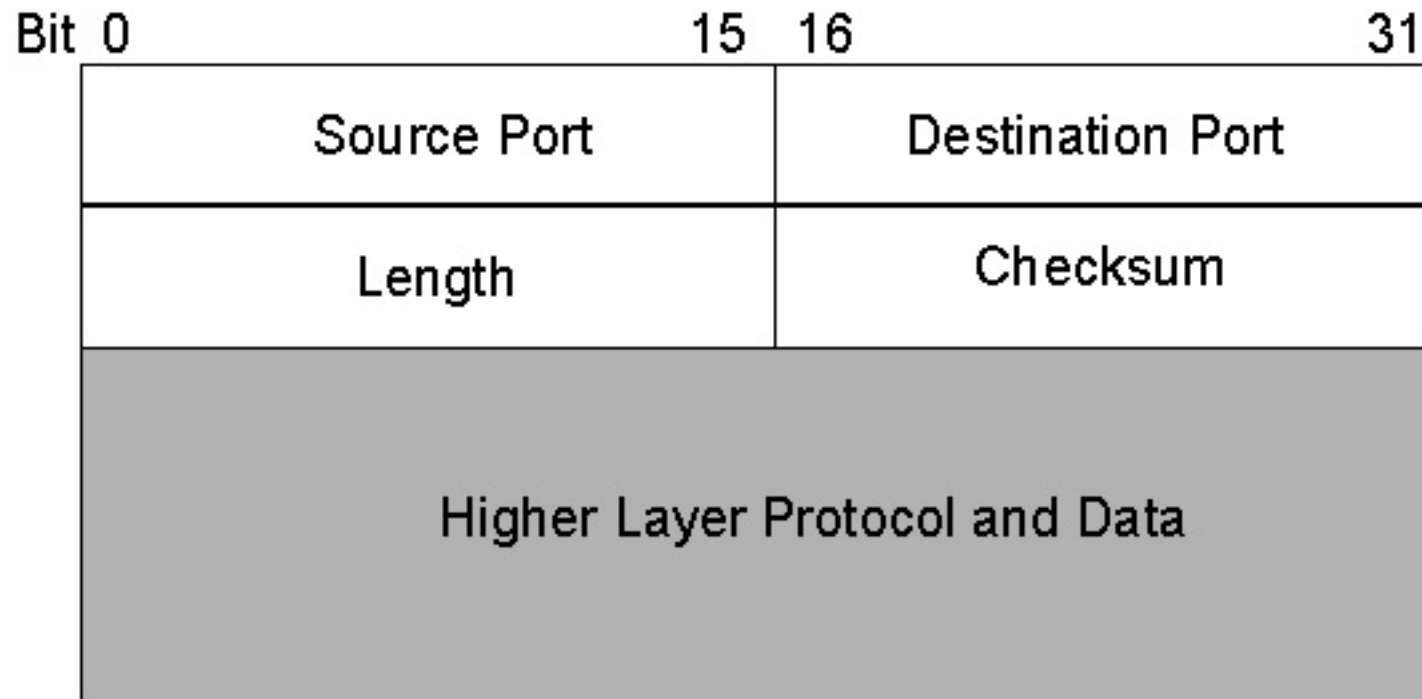 Bit 0 15 16 31
Source Port Destination Port
Length Checksum
Higher Layer Protocol and Data